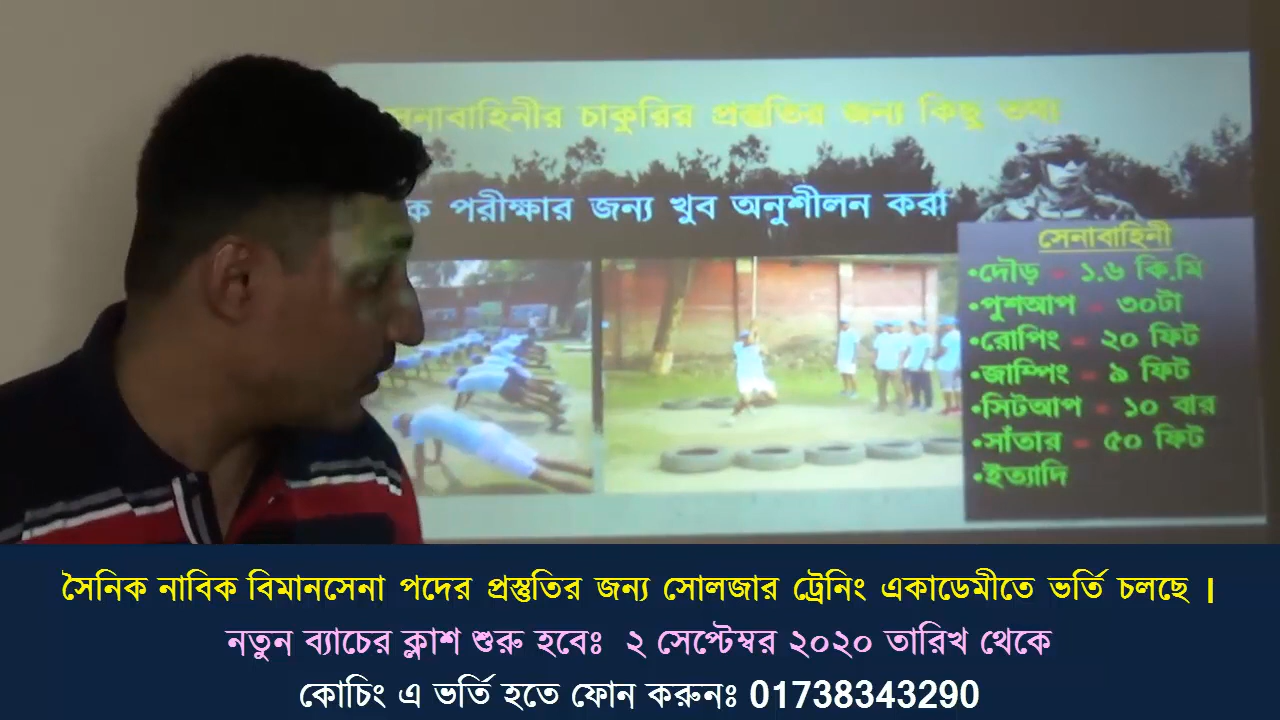 সেনাবাহিনীর চাকুরির প্রস্তুতির জন্য কিছু তথ্য
পরীক্ষার জন্য খুব অনুশীলন করা
সেনাবাহিনী
•দৌড় = ১.৬ কি.মি
•পুশআপ = ৩০টা
•রোপিং = ২০ ফিট
•জাম্পিং = ৯ ফিট
•সিটআপ = ১০ বার
•সাঁতার = ৫০ ফিট
•ইত্যাদি
সৈনিক নাবিক বিমানসেনা পদের প্রস্তুতির জন্য সোলজার ট্রেনিং একাডেমীতে ভর্তি চলছে ।
নতুন ব্যাচের ক্লাশ শুরু হবেঃ ২ সেপ্টেম্বর ২০২০ তারিখ থেকে
কোচিং এ ভর্তি হতে ফোন করুনঃ 01738343290